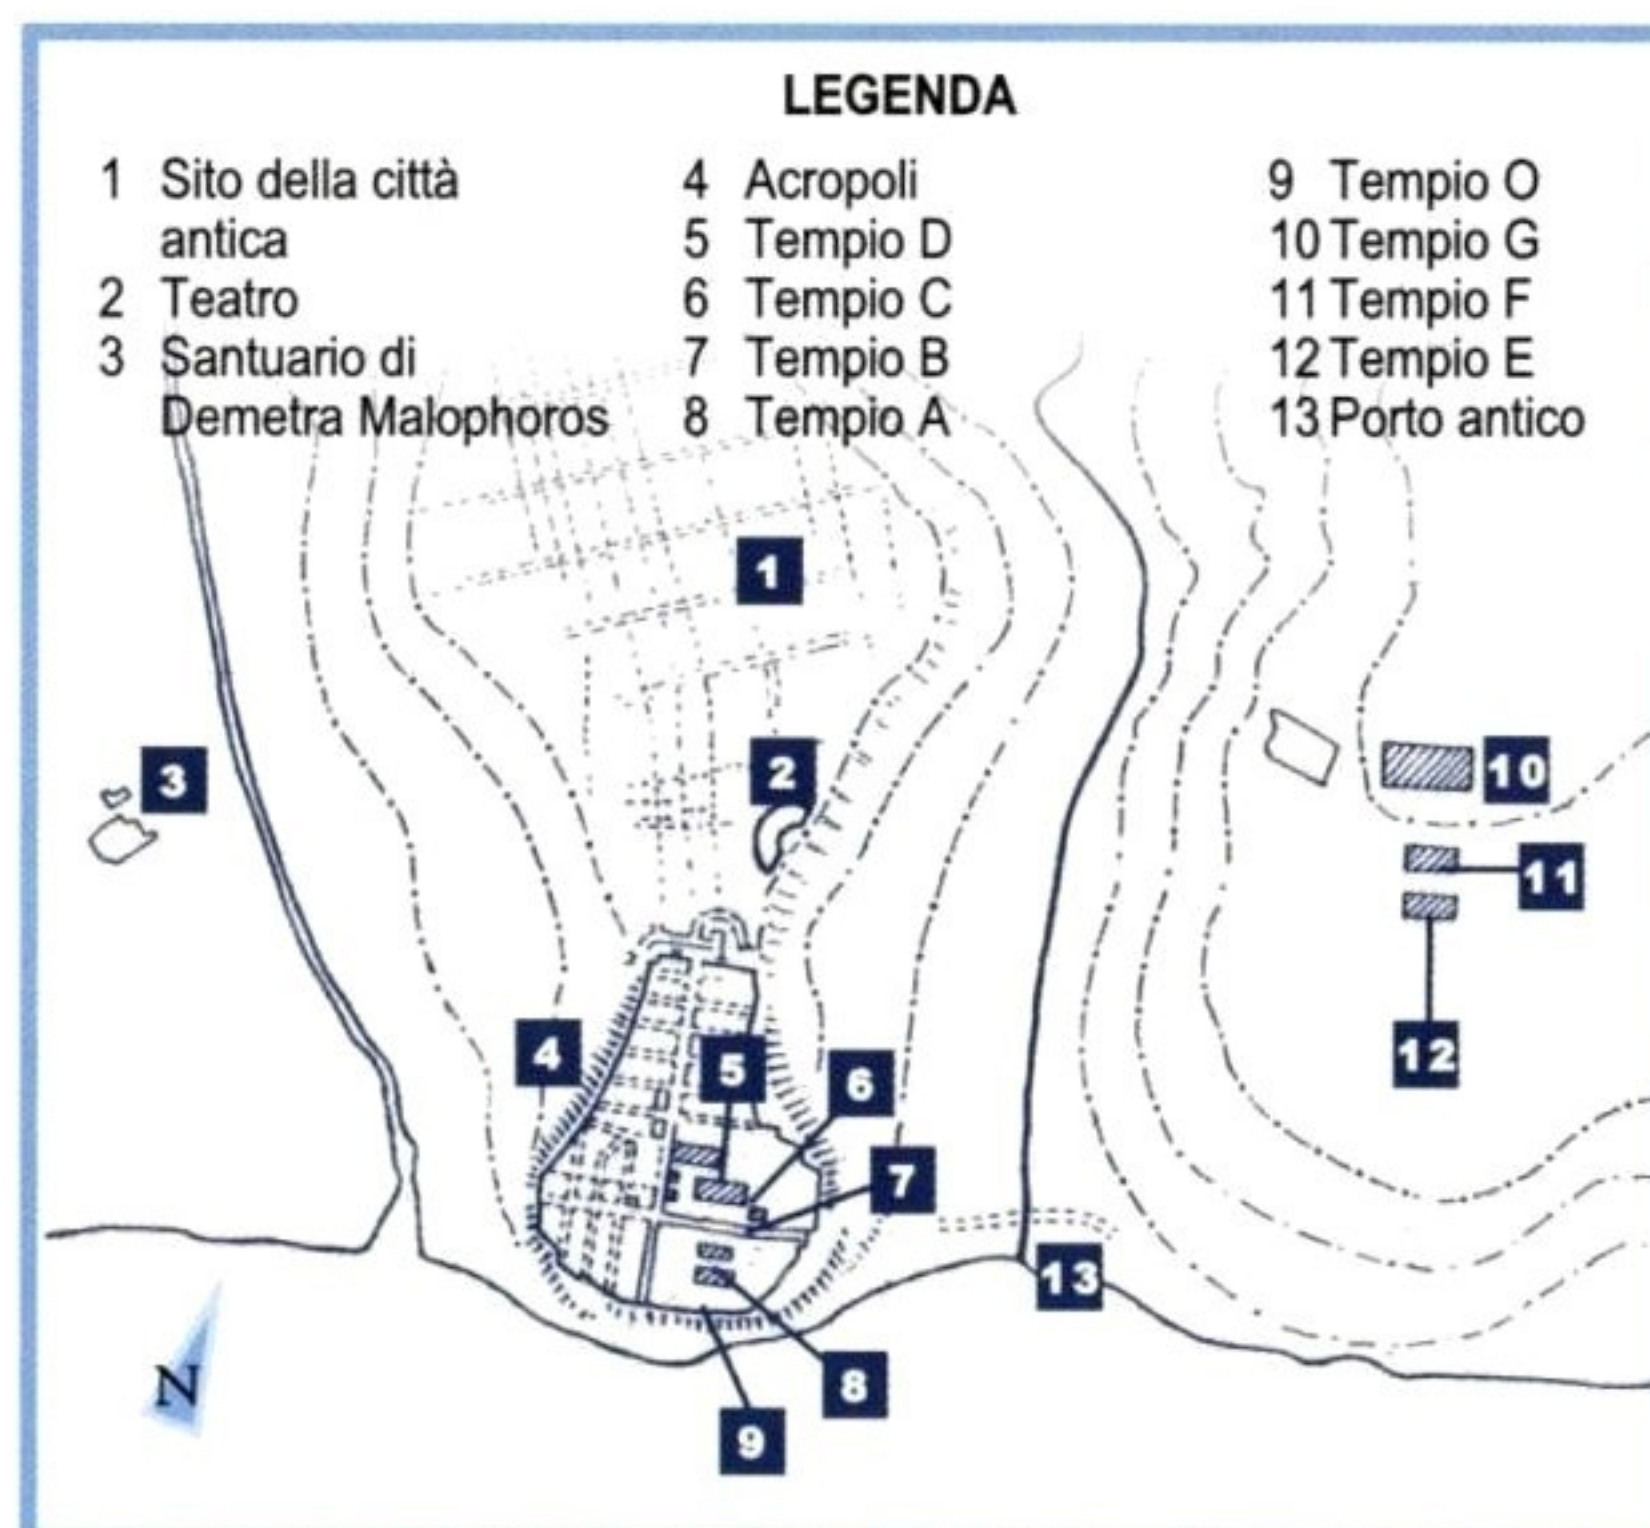 LEGENDA
1 Sito della città
antica
2 Teatro
3 Santuario di
Demetra Malophoros
4 Acropoli
5 Tempio D
6 Tempio C
7 Tempio B
8 Tempio A
9 Tempio O
10 Tempio G
11 Tempio F
12 Tempio E
13 Porto antico
1
2
3
10
11
12
4
5
6
7
13
8
9
N